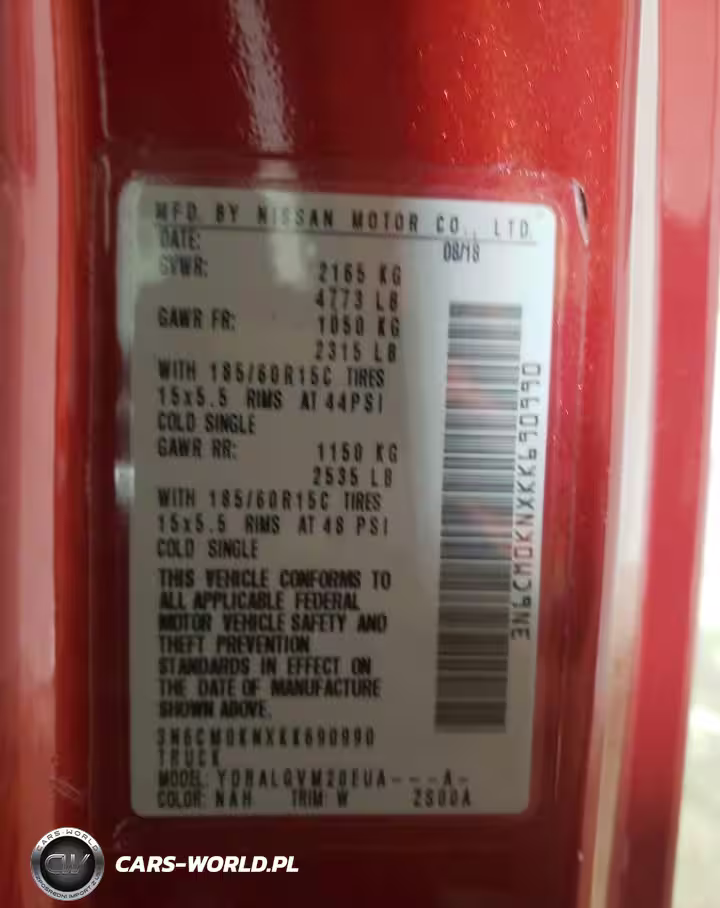 MFD. BY NISSAN MOTOR CO., LTD.
DATE: 08/18
GVWR: 2165 KG
4773 LB
GAWR FR: 1050 KG
2315 LB
WITH 185/60R15C TIRES
15x5.5 RIMS AT 44PSI
COLD SINGLE
GAWR RR: 1150 KG
2535 LB
WITH 185/60R15C TIRES
15x5.5 RIMS AT 48 PSI
COLD SINGLE
THIS VEHICLE CONFORMS TO
ALL APPLICABLE FEDERAL
MOTOR VEHICLE SAFETY AND
THEFT PREVENTION
STANDARDS IN EFFECT ON
THE DATE OF MANUFACTURE
SHOWN ABOVE.
3N6CM0KNXKK690990
TRUCK
MODEL:
COLOR: NAH TRIM: W 2S00A
3N6CM0KNXKK690990
CARS-WORLD
CW
CARS-WORLD.PL